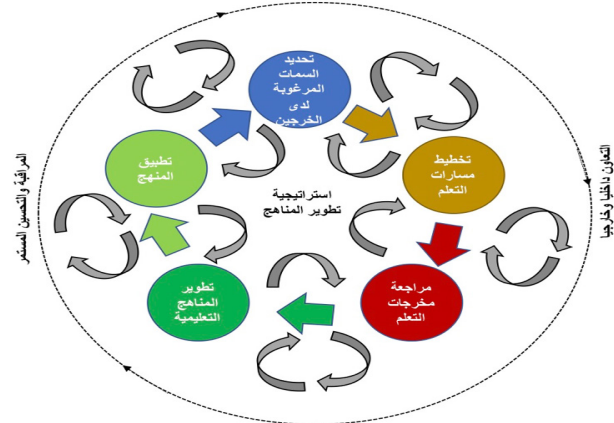 تحديد
السمات
المرغوبة
لدى
الخرجين
تخطيط
مسارات
التعلم
مراجعة
مخرجات
التعلم
تطوير
المناهج
التعليمية
تطبيق
المنهج
استراتيجية
تطوير المناهج
التعاون داخليا وخارجيا
المراقبة والتحسين المستمر